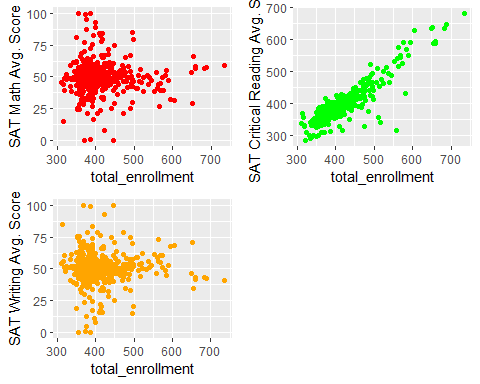 SAT Math Avg. Score
100
75
50
25
0
300 400 500 600 700
total_enrollment
SAT Critical Reading Avg. S
700
600
500
400
300
300 400 500 600 700
total_enrollment
SAT Writing Avg. Score
100
75
50
25
0
300 400 500 600 700
total_enrollment